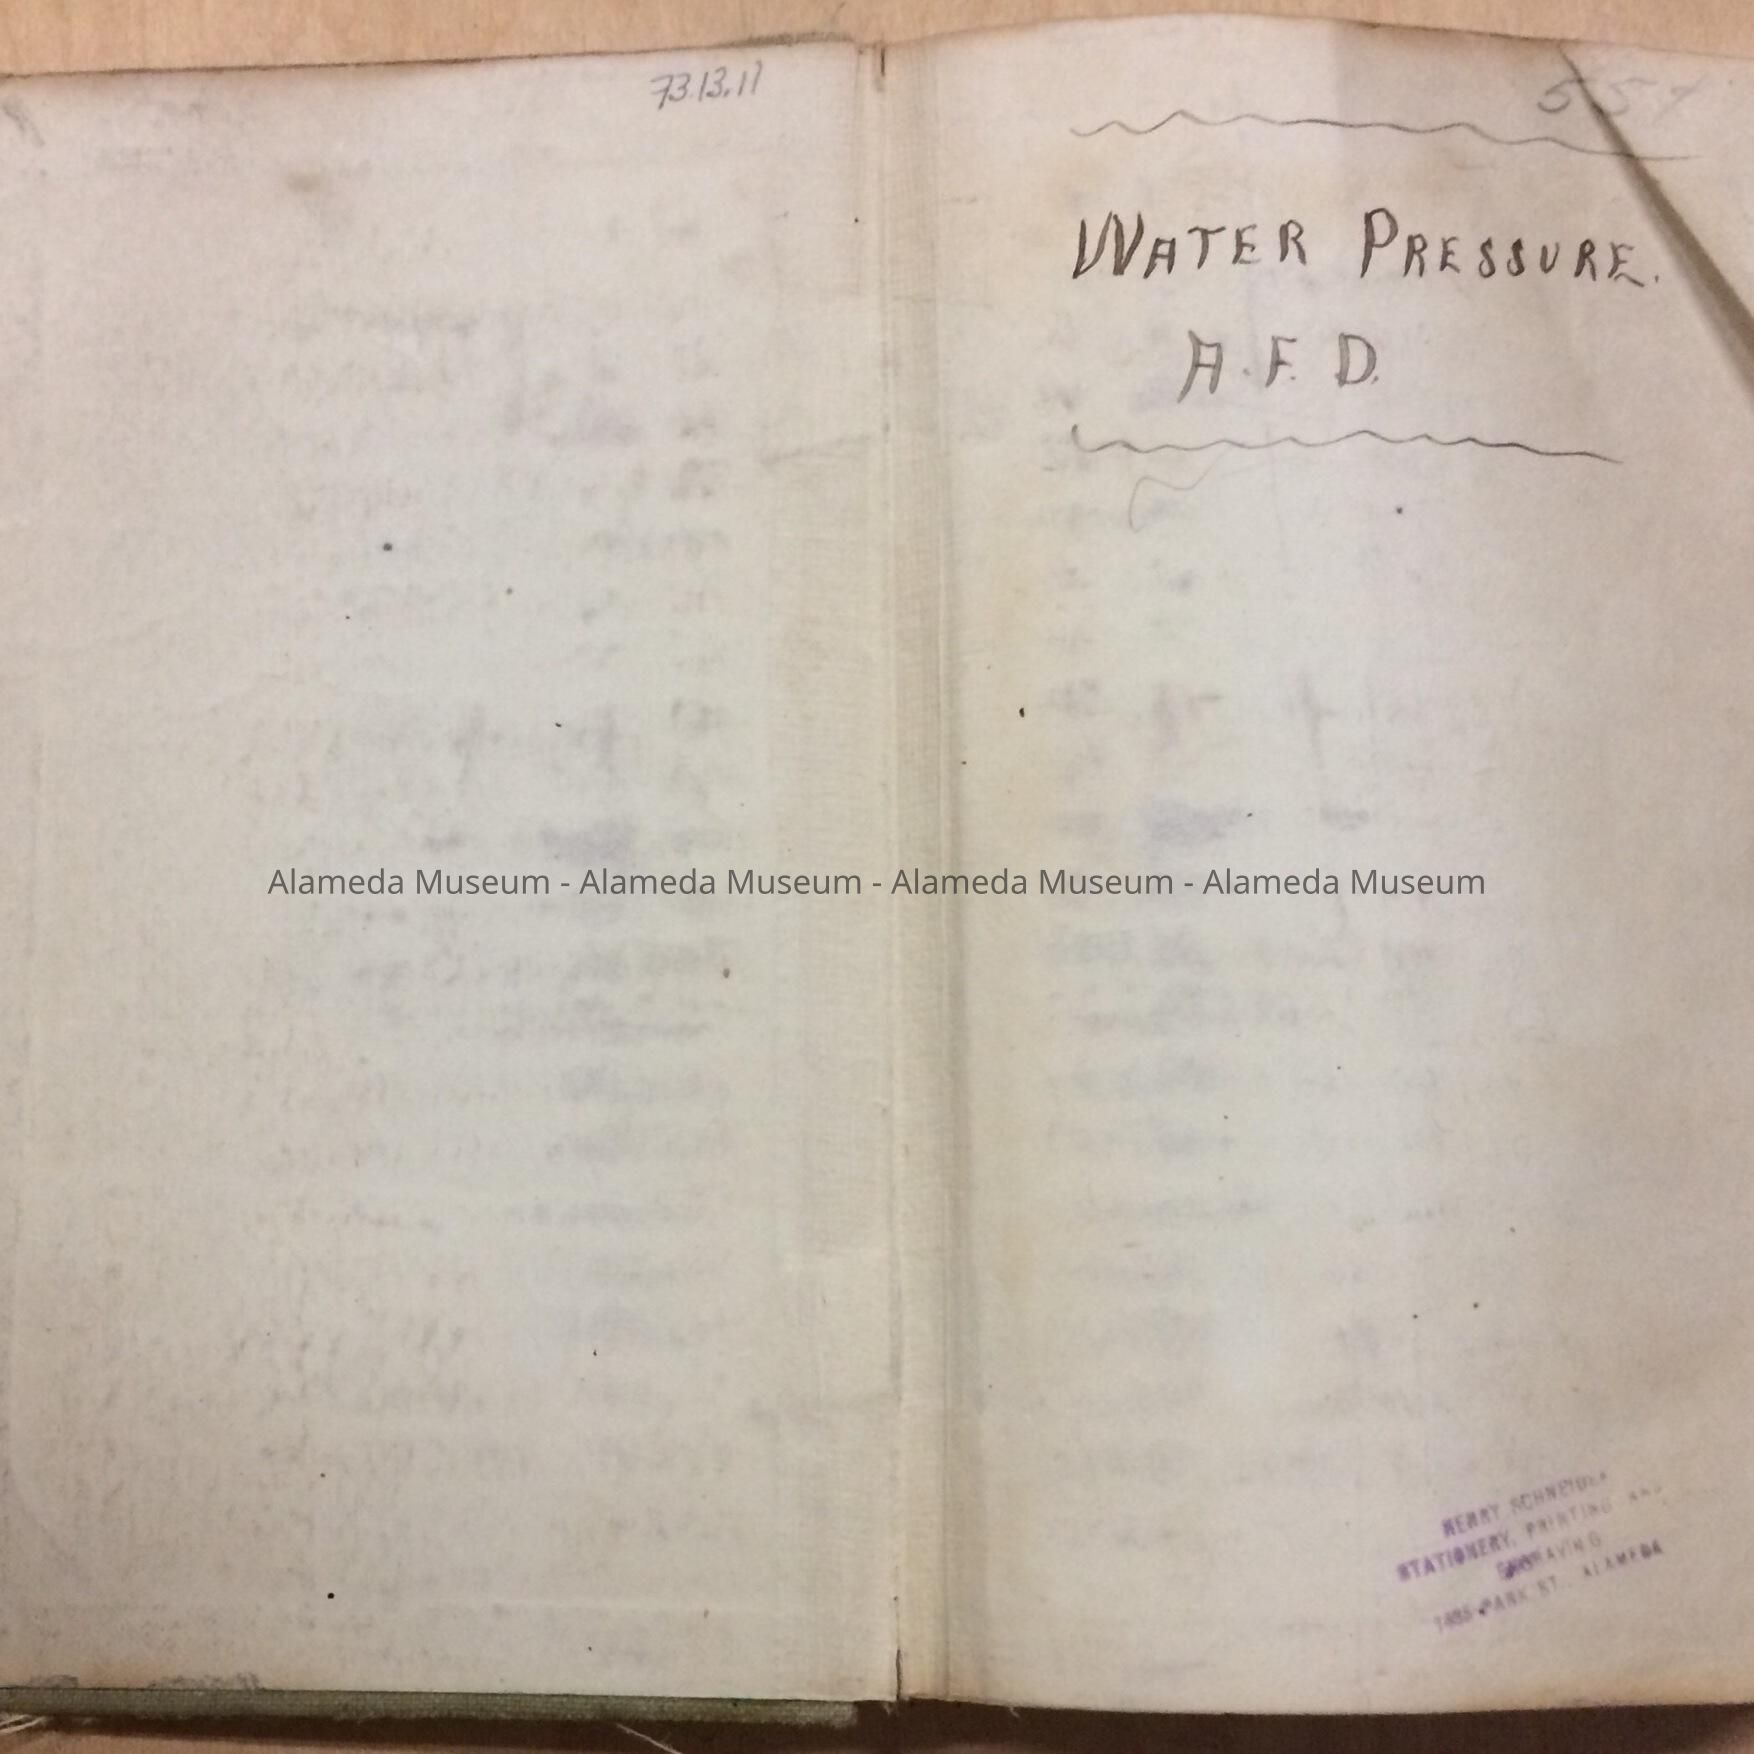 73.13.11
WATER PRESSURE.
A. F. D.
Alameda Museum - Alameda Museum - Alameda Museum - Alameda Museum
HENRY SCHNEIDER
STATIONERY, PRINTING AND
ENGRAVING
PARK ST., ALAMEDA